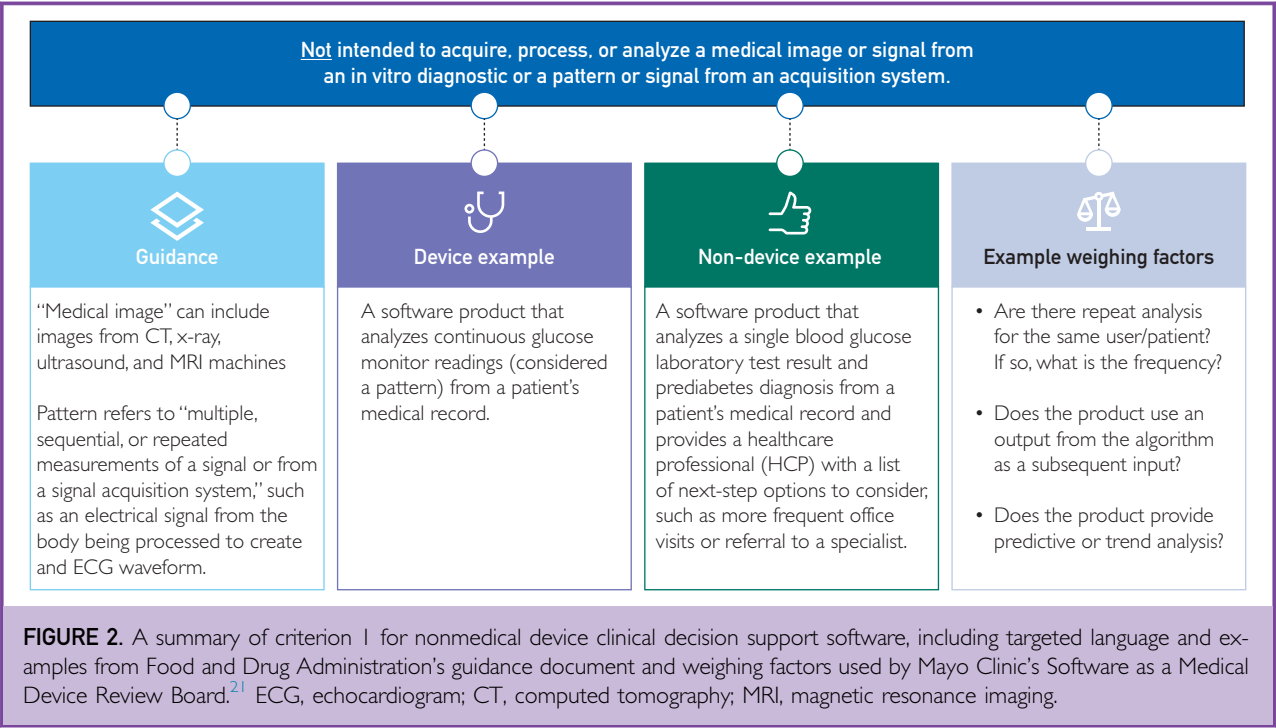 Not intended to acquire, process, or analyze a medical image or signal from
an in vitro diagnostic or a pattern or signal from an acquisition system.
Guidance
"Medical image" can include
images from CT, x-ray,
ultrasound, and MRI machines
Pattern refers to "multiple,
sequential, or repeated
measurements of a signal or from
a signal acquisition system," such
as an electrical signal from the
body being processed to create
and ECG waveform.
Device example
A software product that
analyzes continuous glucose
monitor readings (considered
a pattern) from a patient's
medical record.
Non-device example
A software product that
analyzes a single blood glucose
laboratory test result and
prediabetes diagnosis from a
patient's medical record and
provides a healthcare
professional (HCP) with a list
of next-step options to consider,
such as more frequent office
visits or referral to a specialist.
Example weighing factors
• Are there repeat analysis
for the same user/patient?
If so, what is the frequency?
• Does the product use an
output from the algorithm
as a subsequent input?
• Does the product provide
predictive or trend analysis?
FIGURE 2. A summary of criterion 1 for nonmedical device clinical decision support software, including targeted language and ex-
amples from Food and Drug Administration's guidance document and weighing factors used by Mayo Clinic's Software as a Medical
Device Review Board.21 ECG, echocardiogram; CT, computed tomography; MRI, magnetic resonance imaging.